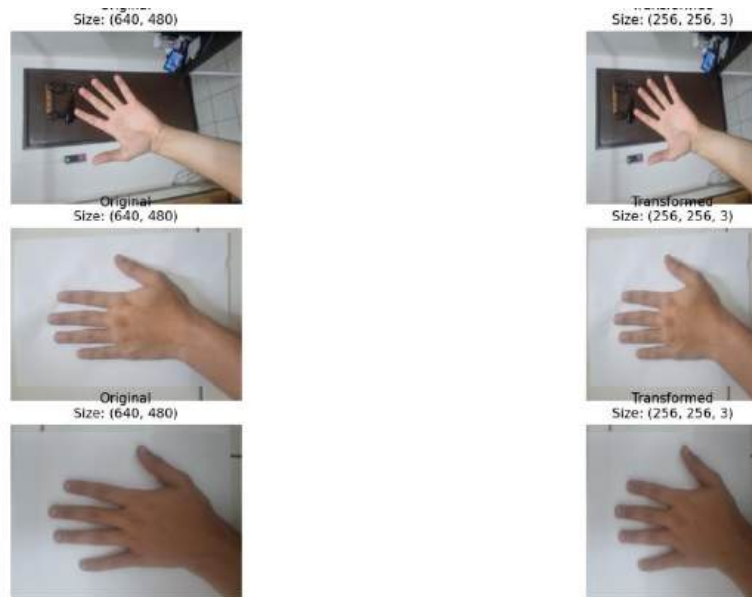 Size: (640, 480)
Size: (256, 256, 3)
Original
Size: (640, 480)
Transformed
Size: (256, 256, 3)
Original
Size: (640, 480)
Transformed
Size: (256, 256, 3)